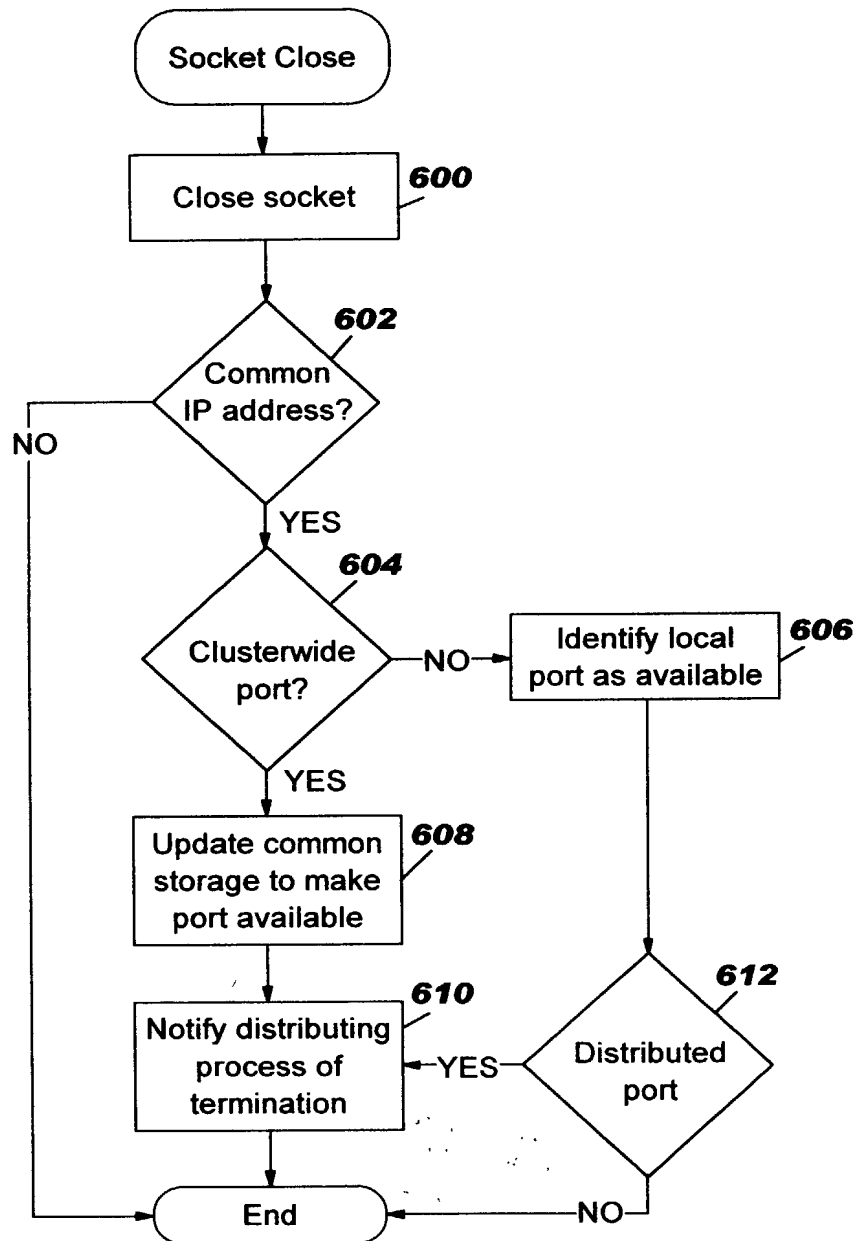 Socket Close
Close socket
600
602
Common
IP address?
NO
YES
604
Clusterwide
port?
NO
Identify local
port as available
606
YES
Update common
storage to make
port available
608
610
Notify distributing
process of
termination
YES
612
Distributed
port
NO
End